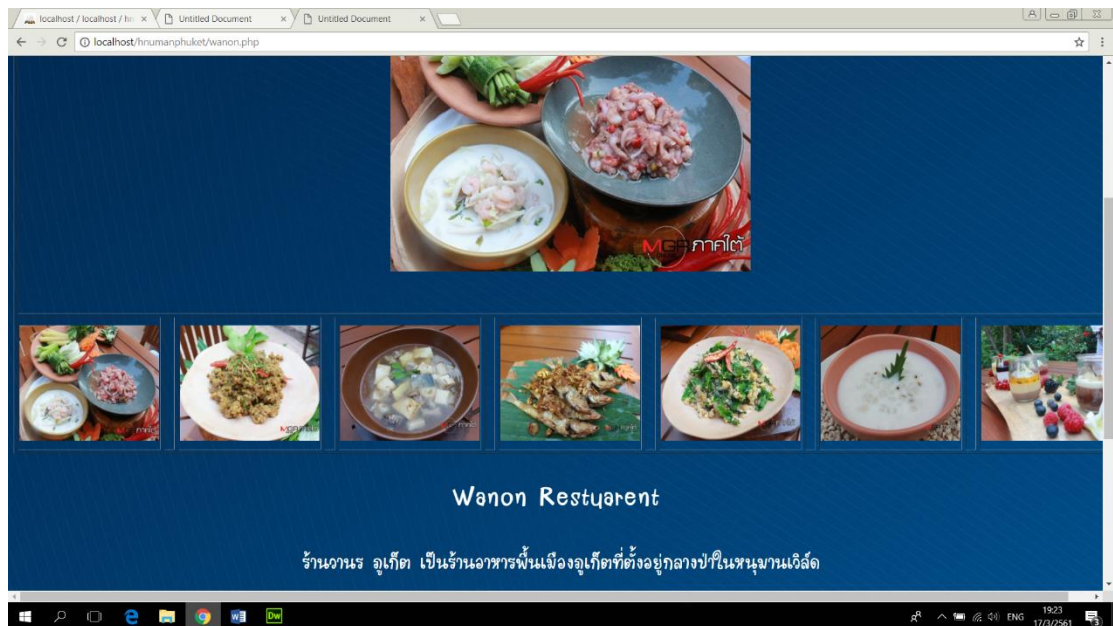 localhost / localhost / hn
Untitled Document
Untitled Document
localhost/hnumanphuket/wanon.php
MGR ภาคใต้
Wanon Restyarent
ร้านวานร ภูเก็ต เป็นร้านอาหารพื้นเมืองภูเก็ตที่ตั้งอยู่กลางป่าในหนุมานเวิล์ด
ENG
19:23
17/3/2561